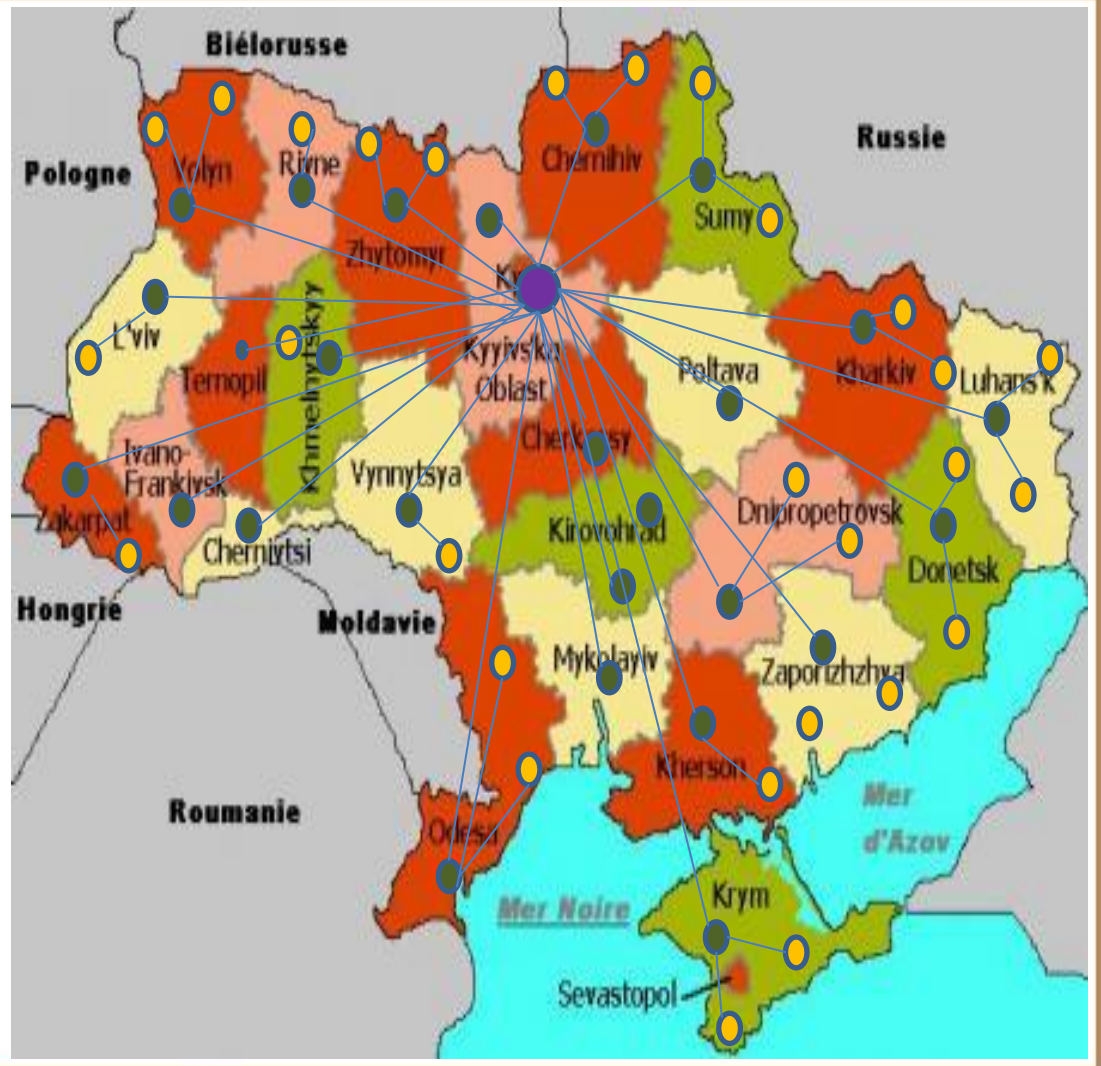 Biélorusse
Russie
Pologne
Volyn
Rivne
Chernihiv
Sumy
Zhytomyr
L'viv
Ternopil
Khmelnytskyy
Kyyivska
Oblast
Poltava
Kharkiv
Luhans'k
Cherkasy
Ivano-
Frankivsk
Vynnytsya
Zakarpat
Chernivtsi
Kirovohrad
Dnipropetrovsk
Donetsk
Hongrie
Moldavie
Mykolayiv
Zaporizhzhya
Kherson
Roumanie
Odesa
Mer
d'Azov
Krym
Mer Noire
Sevastopol